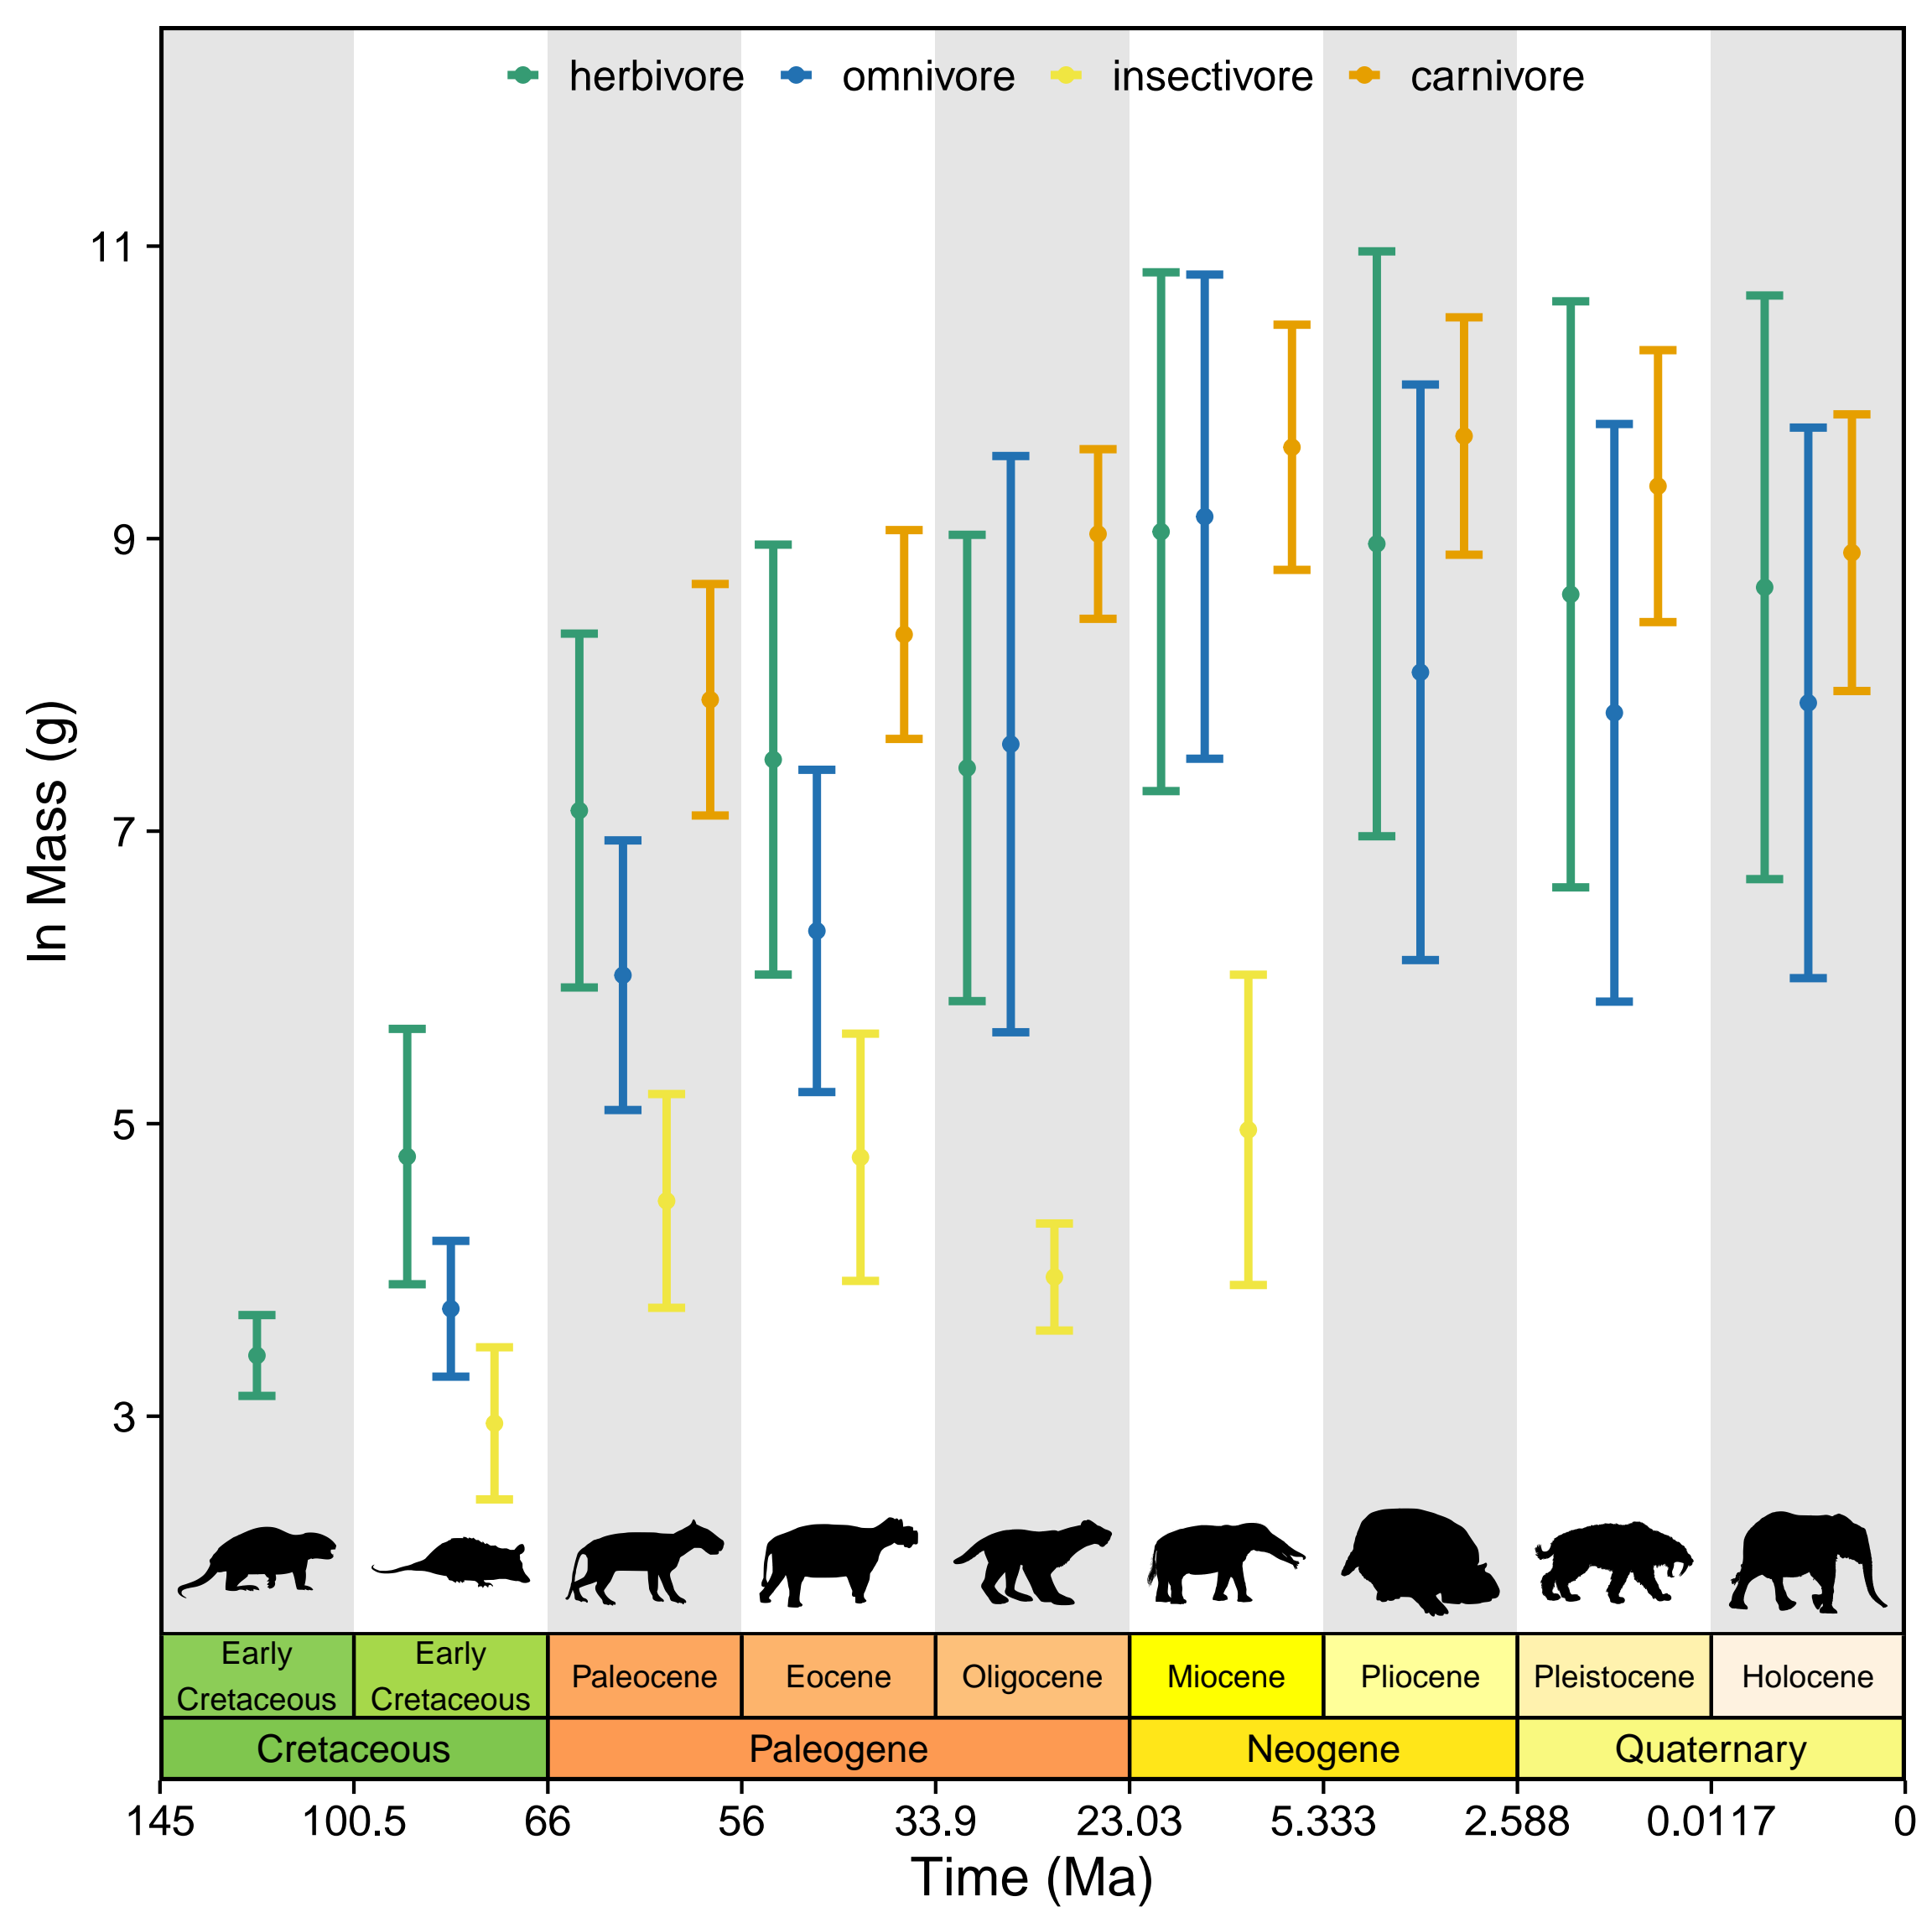 herbivore omnivore insectivore carnivore
11
9
7
5
3
ln Mass (g)
Early Cretaceous
Early Cretaceous
Paleocene
Eocene
Oligocene
Miocene
Pliocene
Pleistocene
Holocene
Cretaceous
Paleogene
Neogene
Quaternary
145 100.5 66 56 33.9 23.03 5.333 2.588 0.0117 0
Time (Ma)